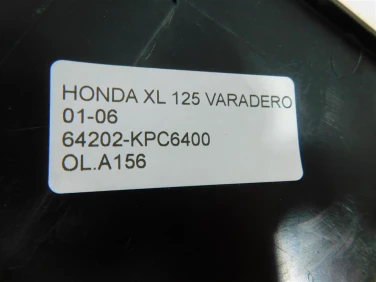 HONDA XL 125 VARADERO
01-06
64202-KPC6400
OL.A156